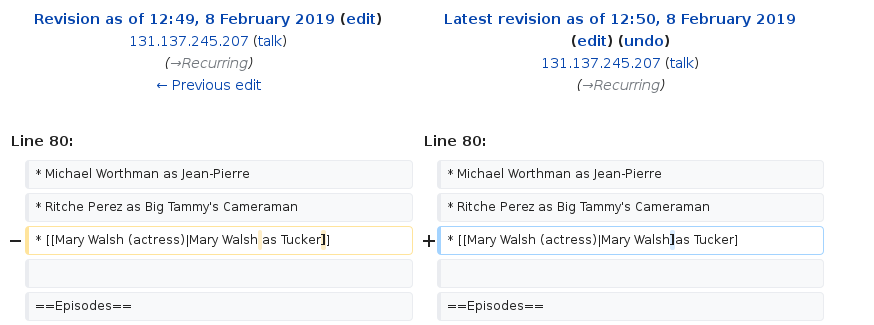 Revision as of 12:49, 8 February 2019 (edit)
131.137.245.207 (talk)
(→Recurring)
← Previous edit
Latest revision as of 12:50, 8 February 2019
(edit) (undo)
131.137.245.207 (talk)
(→Recurring)
Line 80:
Line 80:
* Michael Worthman as Jean-Pierre
* Michael Worthman as Jean-Pierre
* Ritche Perez as Big Tammy's Cameraman
* Ritche Perez as Big Tammy's Cameraman
− * [[Mary Walsh (actress)|Mary Walsh as Tucker]]
+ * [[Mary Walsh (actress)|Mary Walsh]as Tucker]
==Episodes==
==Episodes==